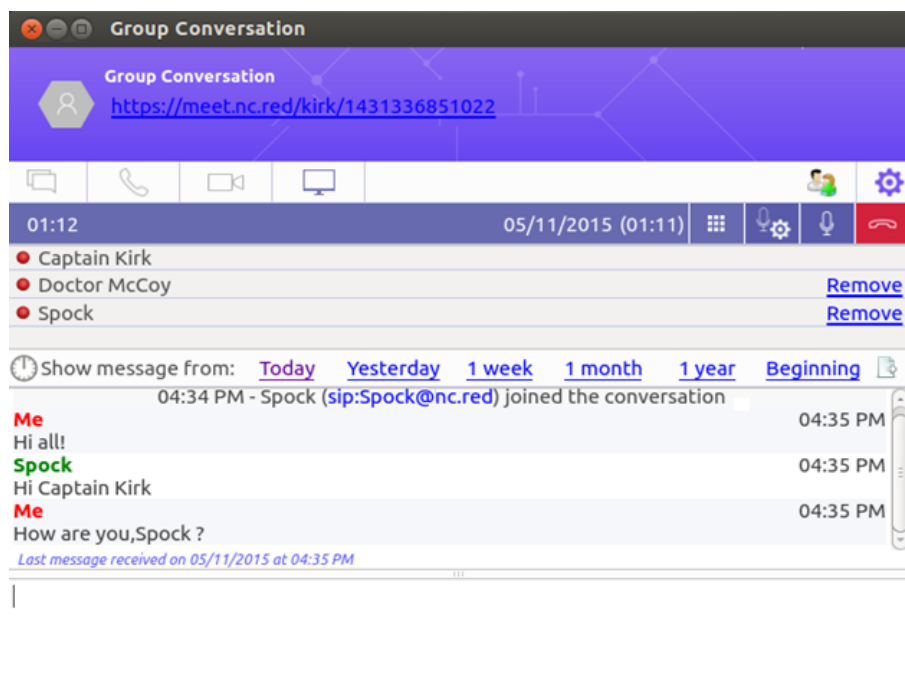 Group Conversation
Group Conversation
https://meet.nc.red/kirk/1431336851022
01:12 05/11/2015 (01:11)
Captain Kirk
Doctor McCoy Remove
Spock Remove
Show message from: Today Yesterday 1 week 1 month 1 year Beginning
04:34 PM - Spock (sip:Spock@nc.red) joined the conversation
Me 04:35 PM
Hi all!
Spock 04:35 PM
Hi Captain Kirk
Me 04:35 PM
How are you,Spock ?
Last message received on 05/11/2015 at 04:35 PM